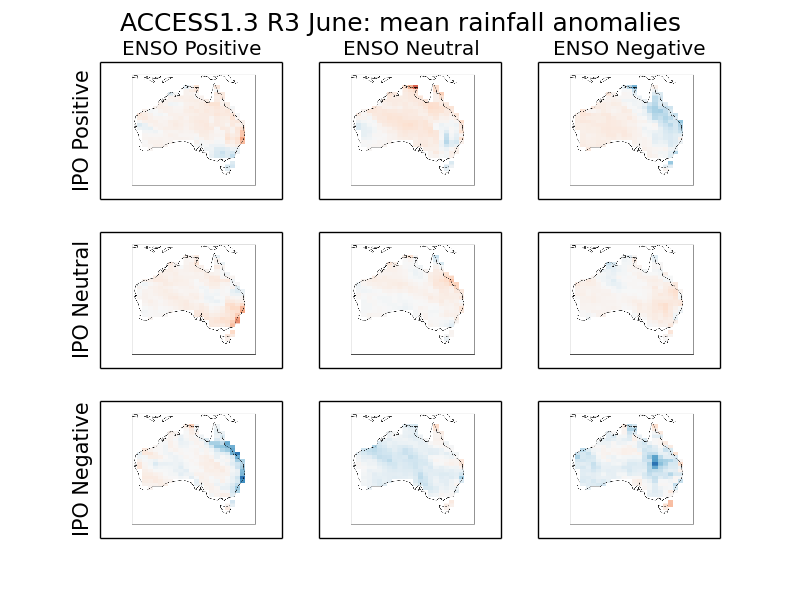 ACCESS1.3 R3 June: mean rainfall anomalies
ENSO Positive ENSO Neutral ENSO Negative
IPO Positive
IPO Neutral
IPO Negative